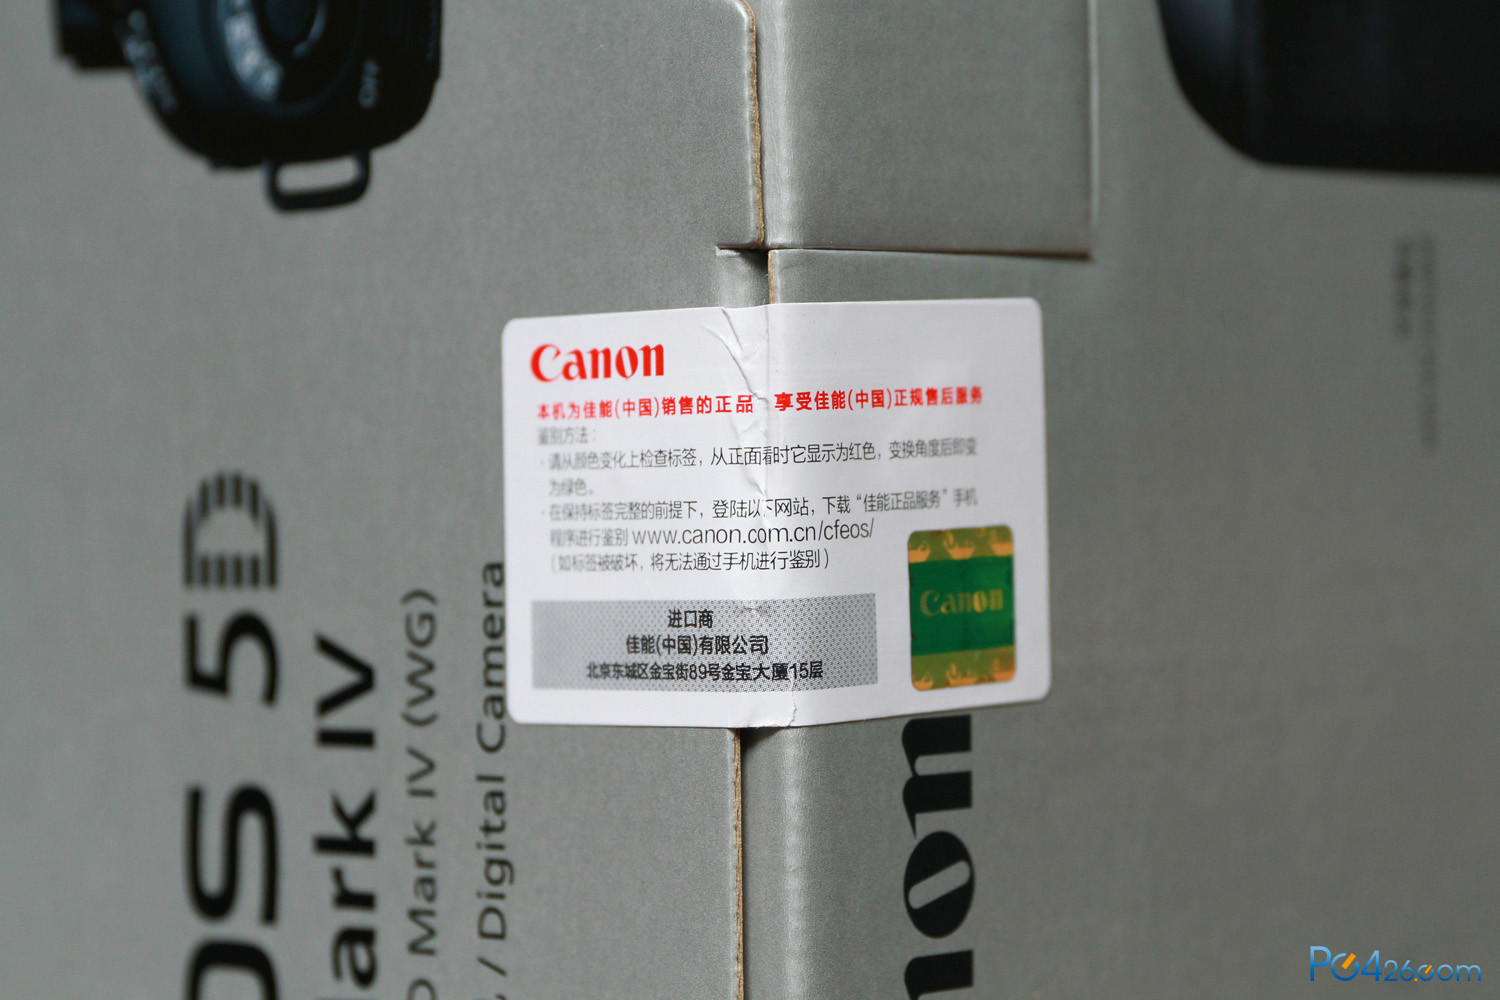 Canon
本机为佳能(中国)销售的正品 享受佳能(中国)正规售后服务
鉴别方法：
·请从颜色变化上检查标签，从正面看时它显示为红色，变换角度后即变
为绿色。
·在保持标签完整的前提下，登陆以下网站，下载“佳能正品服务”手机
程序进行鉴别 www.canon.com.cn/cfeos/
（如标签被破坏，将无法通过手机进行鉴别）
进口商
佳能(中国)有限公司
北京东城区金宝街89号金宝大厦15层
Canon
OS 5D
Mark IV
D Mark IV (WG)
/ Digital Camera
anon
OFF
PC426.com